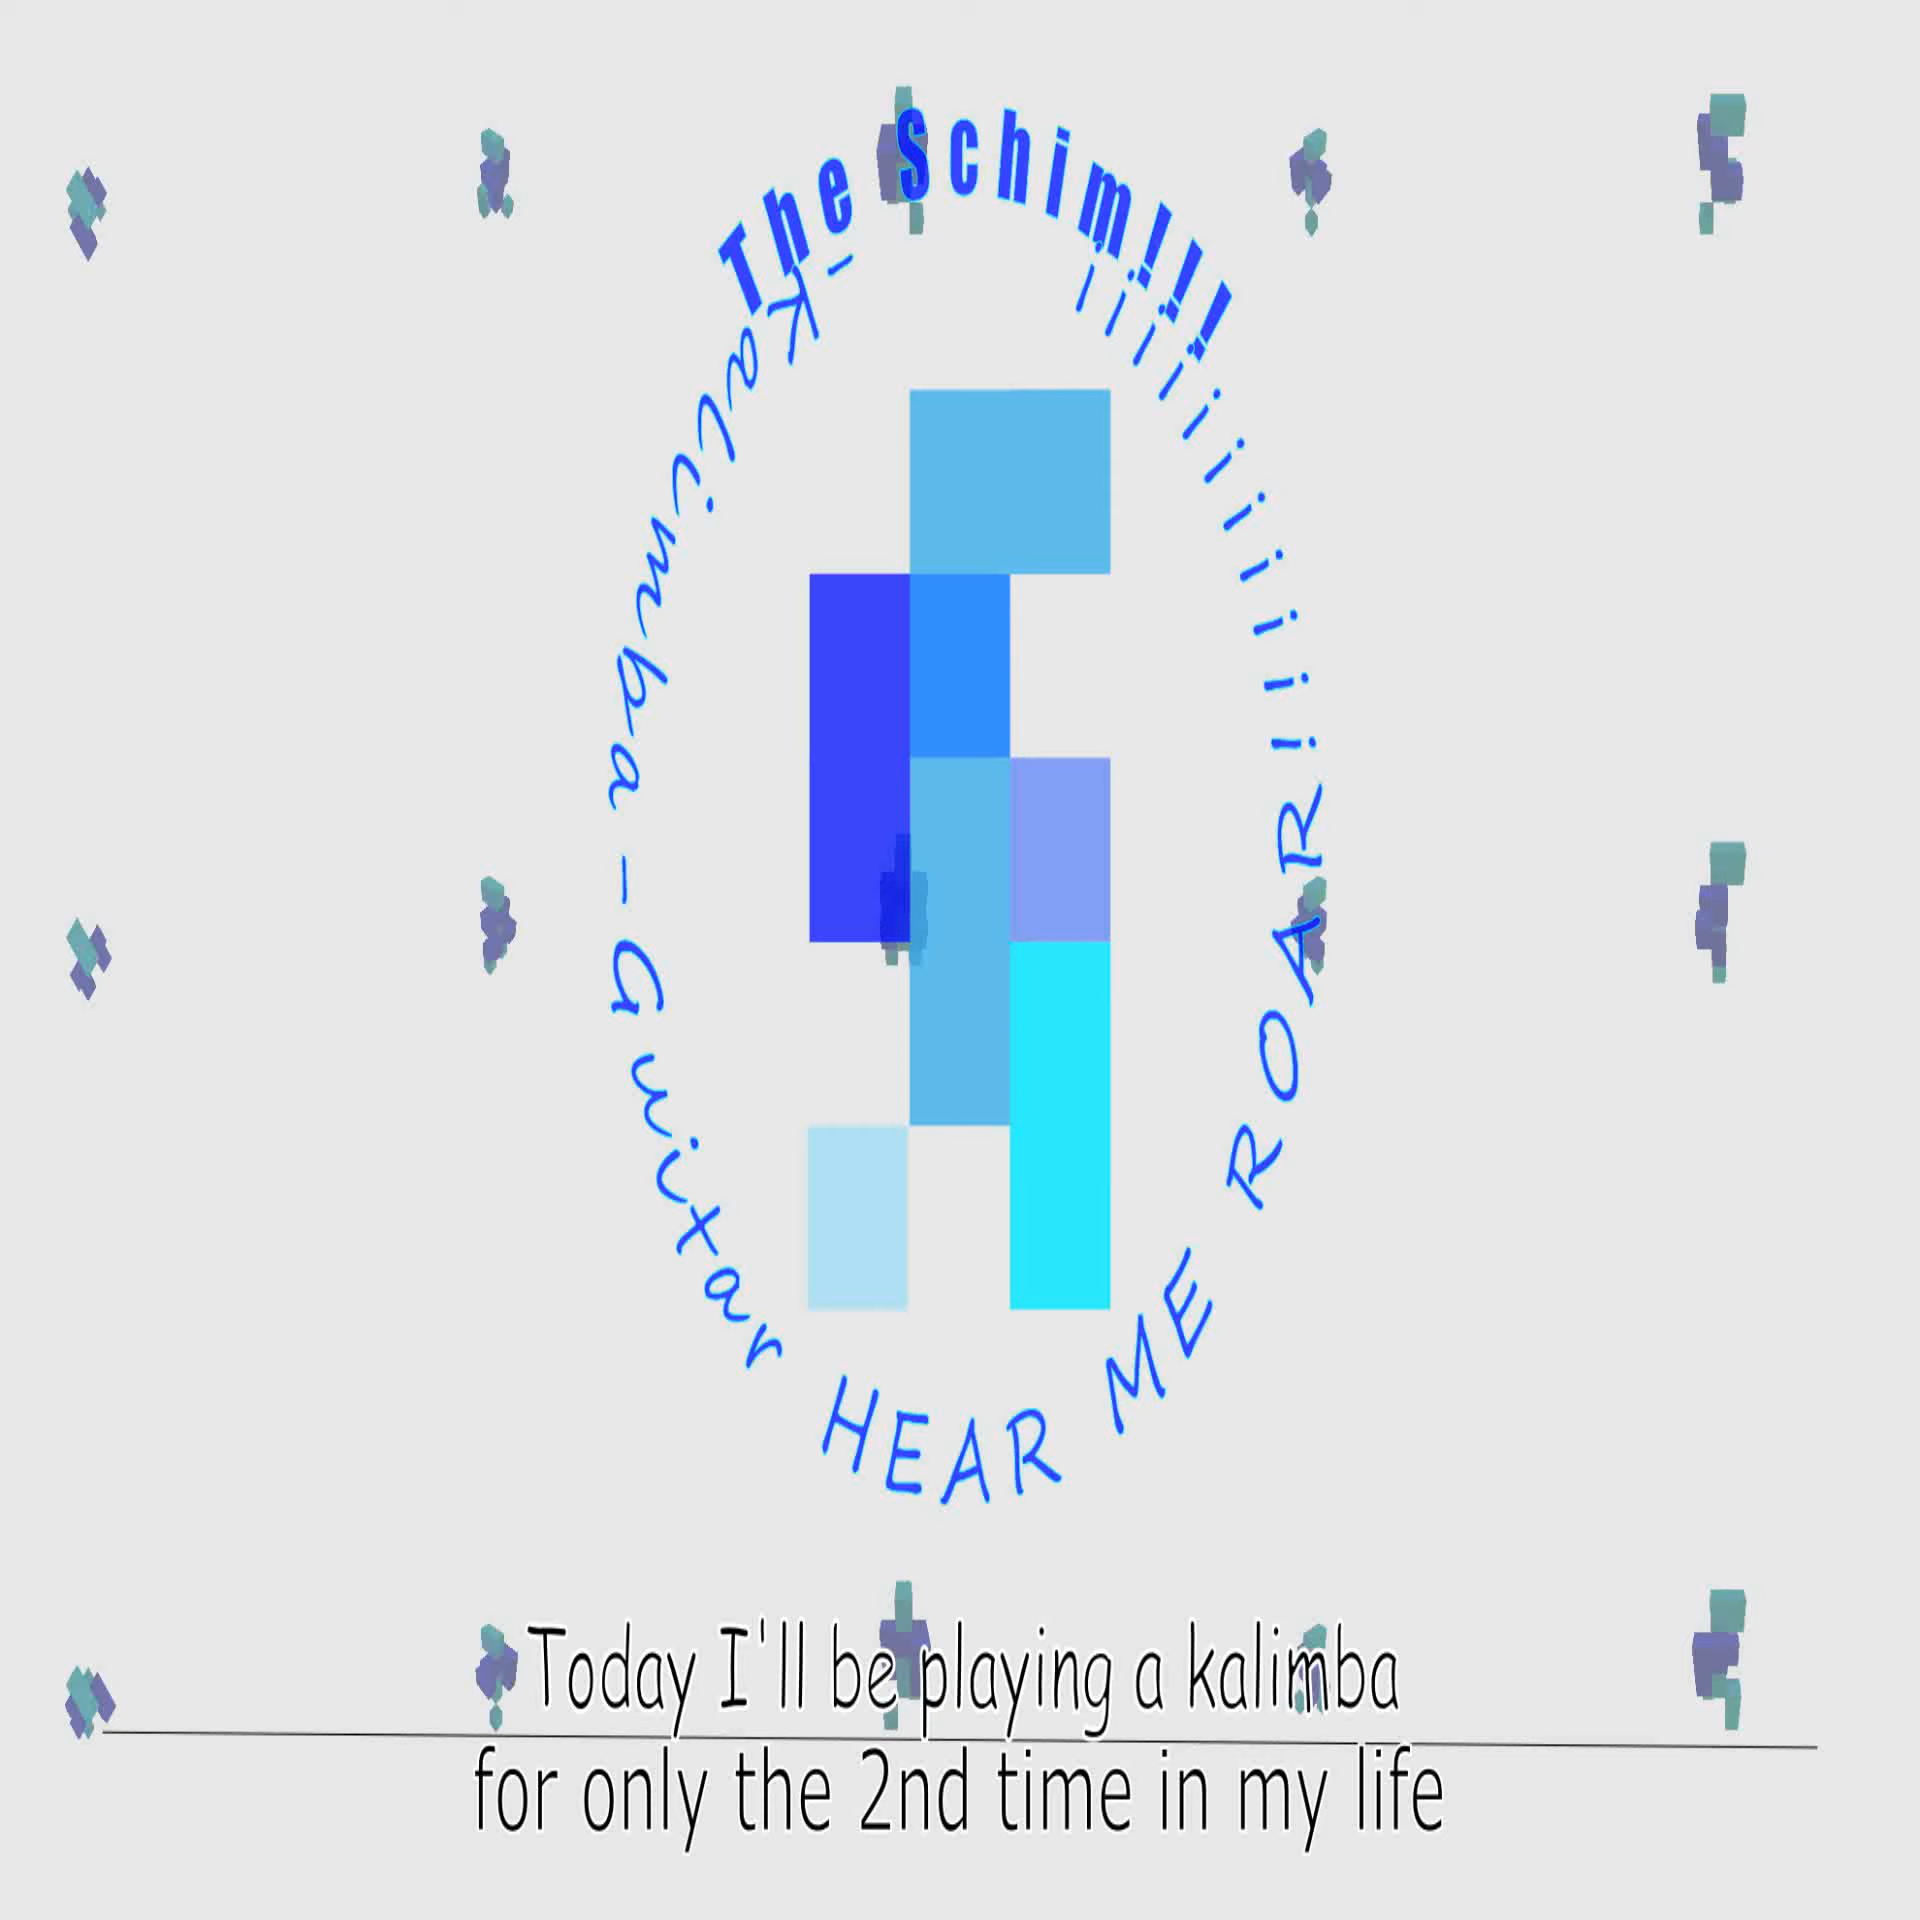 The Schim!!!
- Kalimba - Guitar HEAR ME ROARiiiiiiiiiii
Today I'll be playing a kalimba
for only the 2nd time in my life